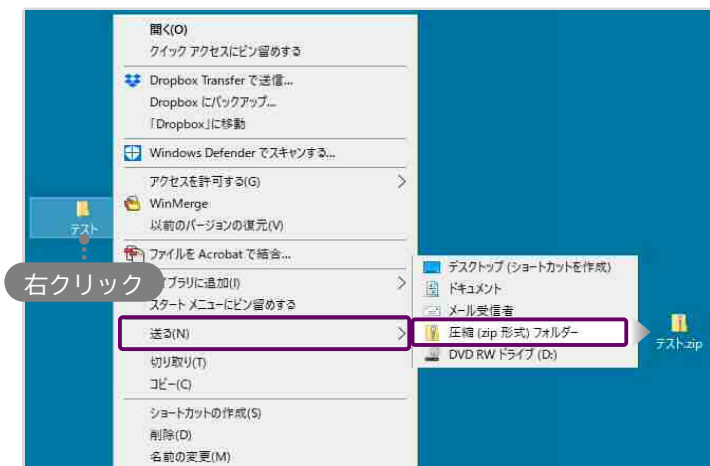 開く(O)
クイック アクセスにピン留めする
Dropbox Transfer で送信...
Dropbox にバックアップ...
「Dropbox」に移動
Windows Defender でスキャンする...
アクセスを許可する(G)
WinMerge
以前のバージョンの復元(V)
テスト
ファイルを Acrobat で結合...
右クリック
イブラリに追加(I)
スタート メニューにピン留めする
送る(N)
切り取り(T)
コピー(C)
ショートカットの作成(S)
削除(D)
名前の変更(M)
デスクトップ (ショートカットを作成)
ドキュメント
メール受信者
圧縮 (zip 形式) フォルダー
DVD RW ドライブ (D:)
テスト.zip